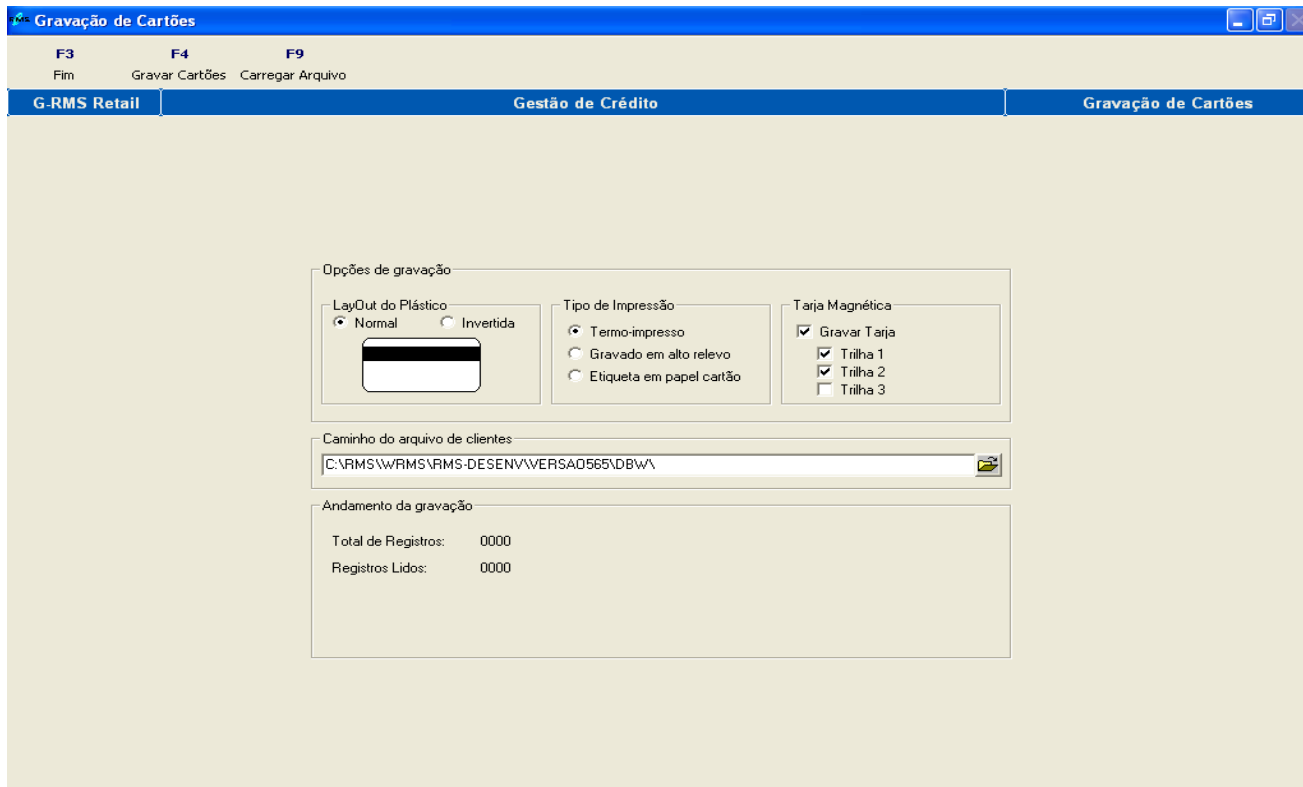 RMS Gravação de Cartões
F3 F4 F9
Fim Gravar Cartões Carregar Arquivo
G-RMS Retail Gestão de Crédito Gravação de Cartões
Opções de gravação
LayOut do Plástico Tipo de Impressão Tarja Magnética
Normal Invertida Termo-impresso Gravar Tarja
Gravado em alto relevo Trilha 1
Etiqueta em papel cartão Trilha 2
Trilha 3
Caminho do arquivo de clientes
C:\RMS\WRMS\RMS-DESENV\VERSAO565\DBW\
Andamento da gravação
Total de Registros: 0000
Registros Lidos: 0000